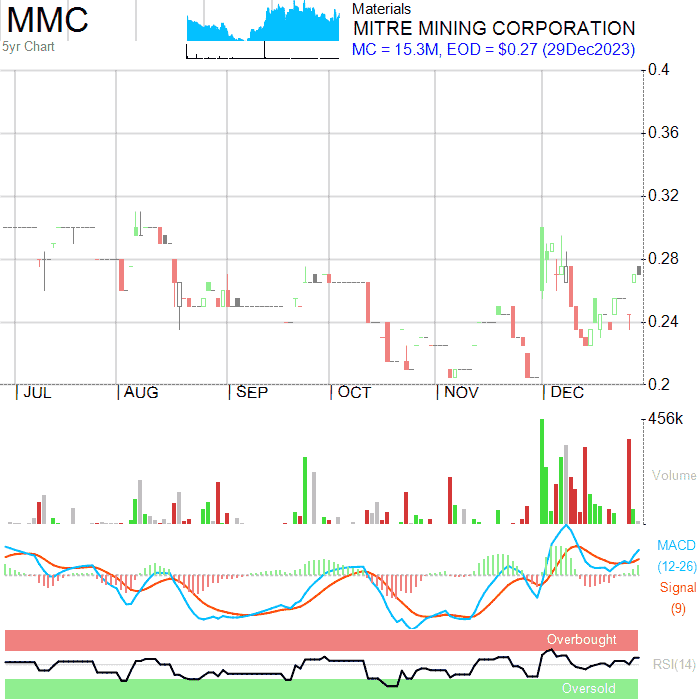 MMC
5yr Chart
Materials
MITRE MINING CORPORATION
MC = 15.3M, EOD = $0.27 (29Dec2023)
0.4
0.36
0.32
0.28
0.24
0.2
JUL AUG SEP OCT NOV DEC
456k
Volume
MACD
(12-26)
Signal
(9)
Overbought
RSI(14)
Oversold